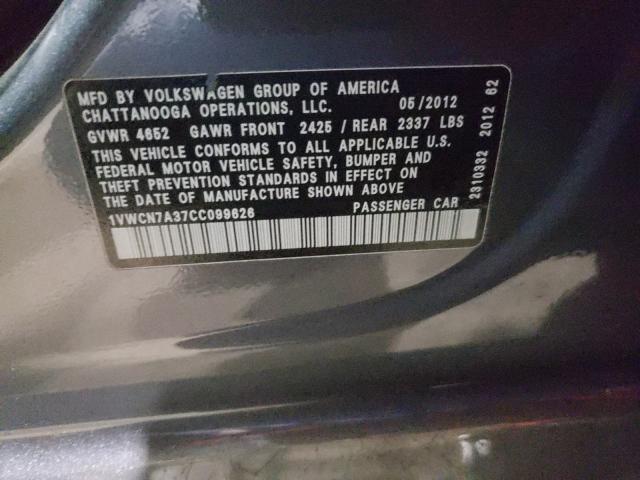 MFD BY VOLKSWAGEN GROUP OF AMERICA
CHATTANOOGA OPERATIONS, LLC. 05/2012
GVWR 4652 GAWR FRONT 2425 / REAR 2337 LBS
THIS VEHICLE CONFORMS TO ALL APPLICABLE U.S.
FEDERAL MOTOR VEHICLE SAFETY, BUMPER AND
THEFT PREVENTION STANDARDS IN EFFECT ON
THE DATE OF MANUFACTURE SHOWN ABOVE
1VWCN7A37CC099626 PASSENGER CAR
2310332 2012 62